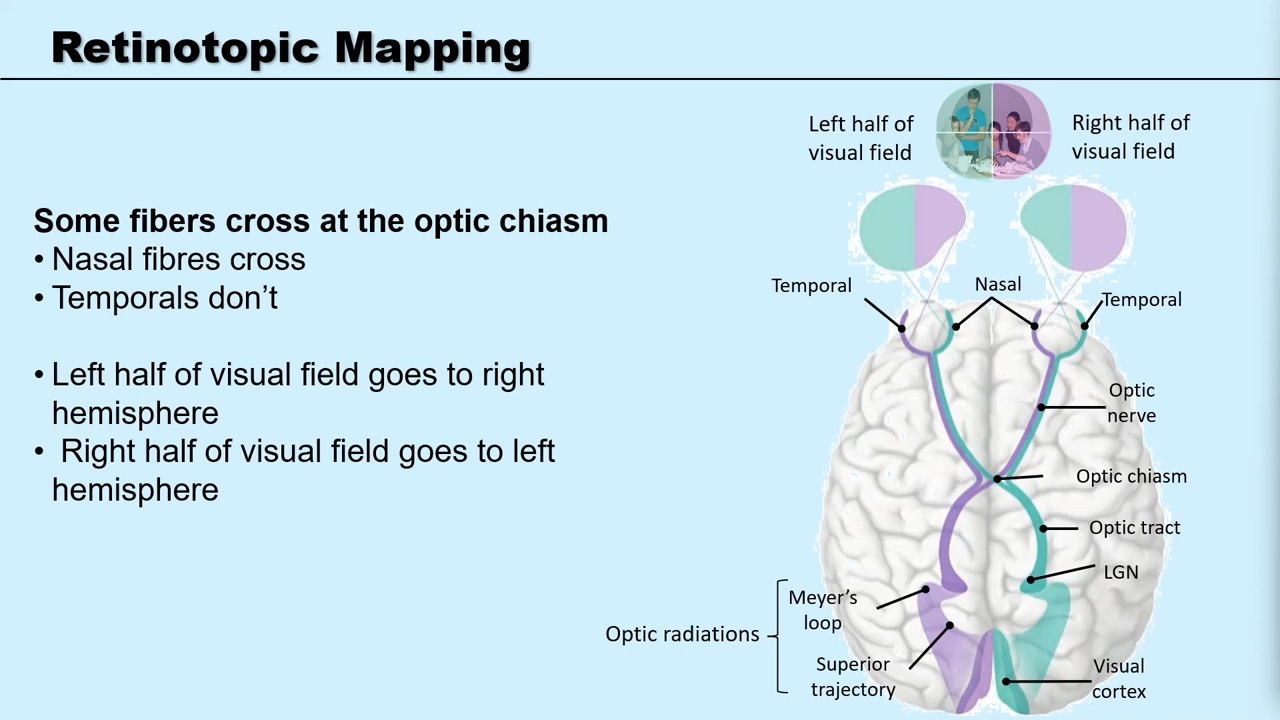 Retinotopic Mapping
Left half of
visual field
Right half of
visual field
Some fibers cross at the optic chiasm
• Nasal fibres cross
• Temporals don’t
• Left half of visual field goes to right
hemisphere
• Right half of visual field goes to left
hemisphere
Temporal
Nasal
Temporal
Optic
nerve
Optic chiasm
Optic tract
LGN
Meyer’s
loop
Optic radiations
Superior
trajectory
Visual
cortex